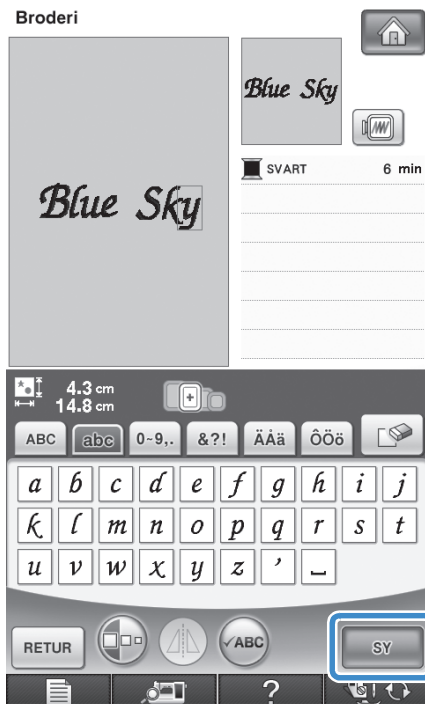 Broderi
Blue Sky
Blue Sky
SVART 6 min
4.3 cm
14.8 cm
ABC abc 0~9,. &?! ÄÅä ÔÖö
a b c d e f g h i j
k l m n o p q r s t
u v w x y z ’ ⎵
RETUR ✓ABC SY
?